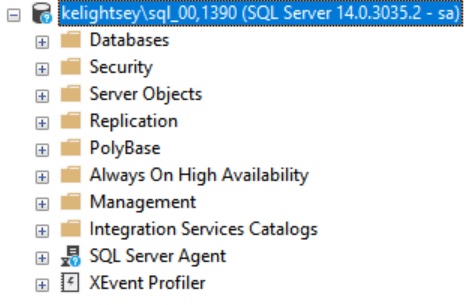 kelightsey\sql_00,1390 (SQL Server 14.0.3035.2 - sa)
Databases
Security
Server Objects
Replication
PolyBase
Always On High Availability
Management
Integration Services Catalogs
SQL Server Agent
XEvent Profiler